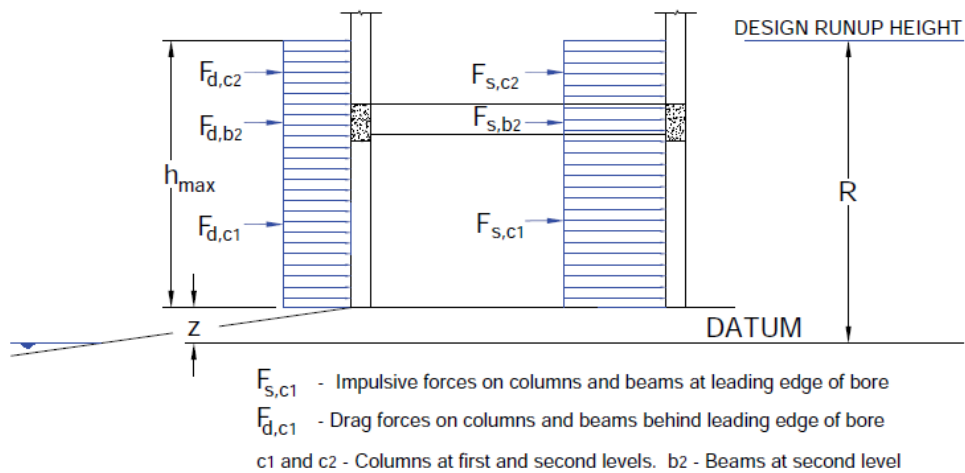 DESIGN RUNUP HEIGHT
Fd,c2
Fs,c2
Fd,b2
Fs,b2
hmax
R
Fd,c1
Fs,c1
z
DATUM
Fs,c1 - Impulsive forces on columns and beams at leading edge of bore
Fd,c1 - Drag forces on columns and beams behind leading edge of bore
c1 and c2 - Columns at first and second levels. b2 - Beams at second level